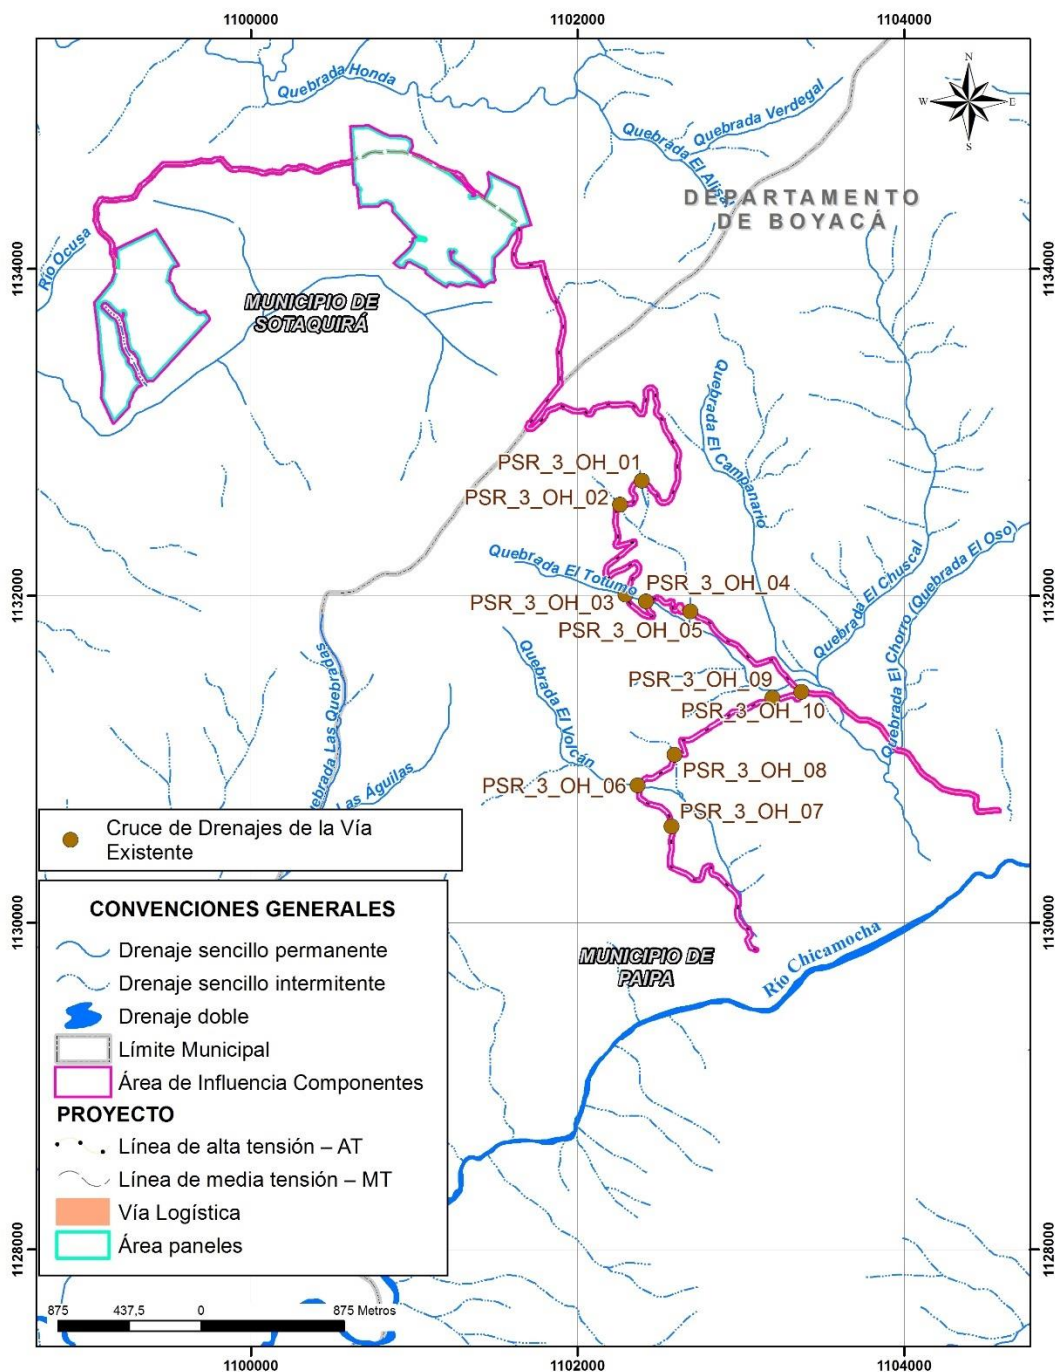 1100000
1102000
1104000
Quebrada Honda
Quebrada Verdegal
Quebrada El Alisal
N
W
E
S
DEPARTAMENTO
DE BOYACÁ
Río Ocusa
1134000
1134000
MUNICIPIO DE
SOTAQUIRÁ
Quebrada El Campanario
PSR_3_OH_01
PSR_3_OH_02
Quebrada El Totumo
PSR_3_OH_04
PSR_3_OH_03
PSR_3_OH_05
1132000
1132000
Quebrada El Chuscal
Quebrada El Chorro (Quebrada El Oso)
Quebrada El Volcán
PSR_3_OH_09
PSR_3_OH_10
PSR_3_OH_08
PSR_3_OH_06
PSR_3_OH_07
uebrada Las Quebradas
Las Águilas
Cruce de Drenajes de la Vía
Existente
1130000
1130000
MUNICIPIO DE
PAIPA
Río Chicamocha
CONVENCIONES GENERALES
Drenaje sencillo permanente
Drenaje sencillo intermitente
Drenaje doble
Límite Municipal
Área de Influencia Componentes
PROYECTO
Línea de alta tensión – AT
Línea de media tensión – MT
Vía Logística
Área paneles
1128000
1128000
875 437,5 0 875 Metros
1100000
1102000
1104000